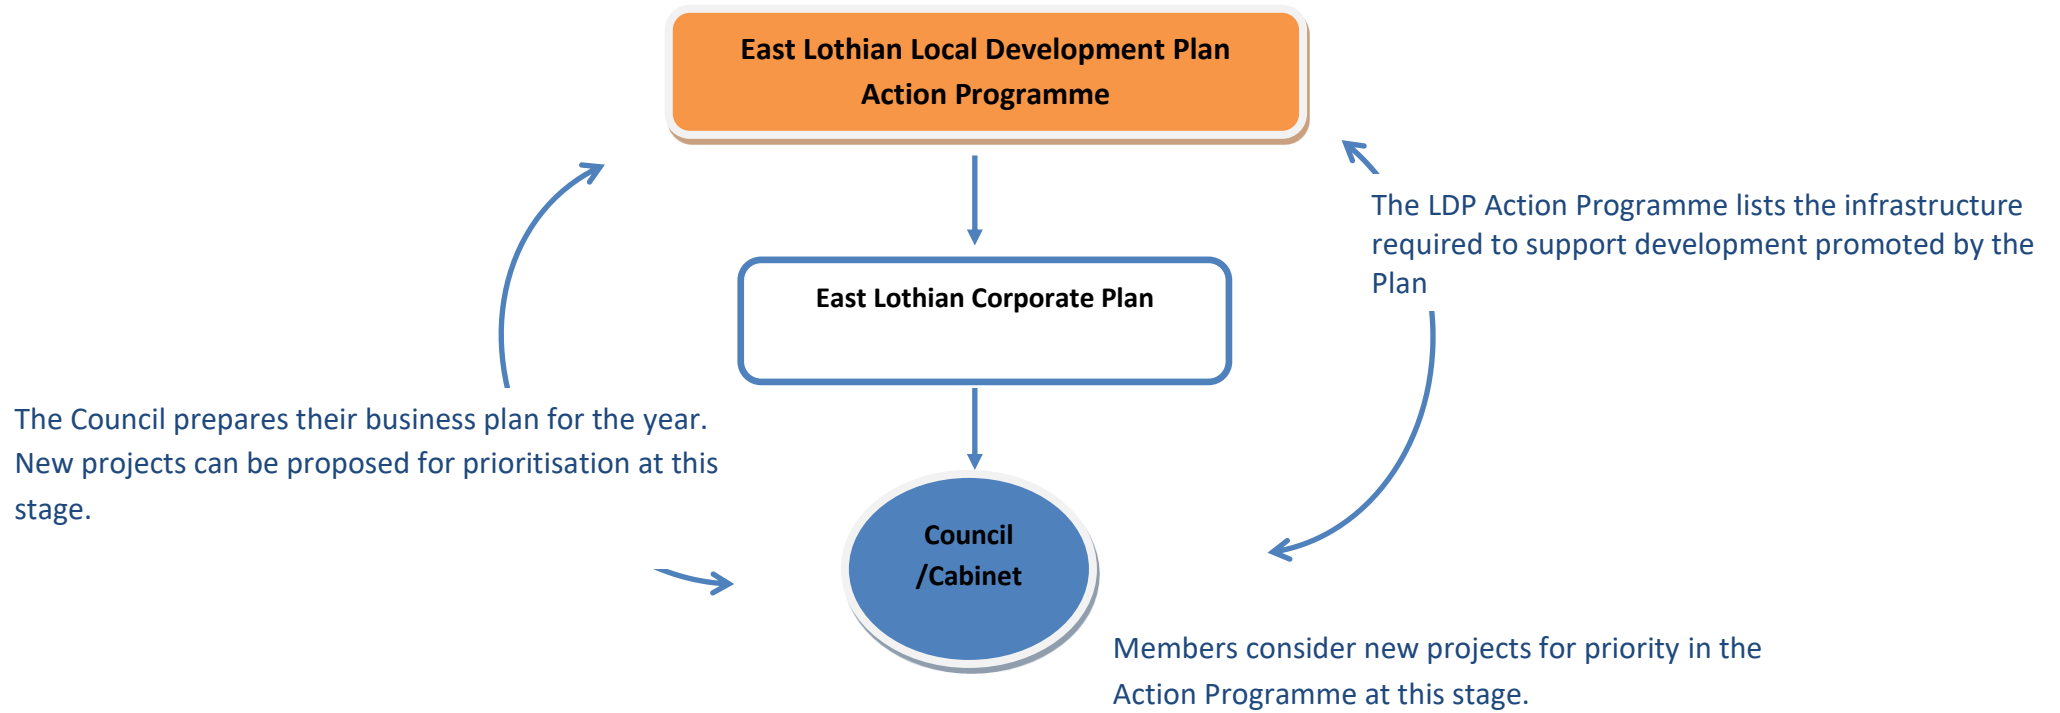 East Lothian Local Development Plan
Action Programme
The LDP Action Programme lists the infrastructure
required to support development promoted by the
Plan
East Lothian Corporate Plan
The Council prepares their business plan for the year.
New projects can be proposed for prioritisation at this
stage.
Council
/Cabinet
Members consider new projects for priority in the
Action Programme at this stage.